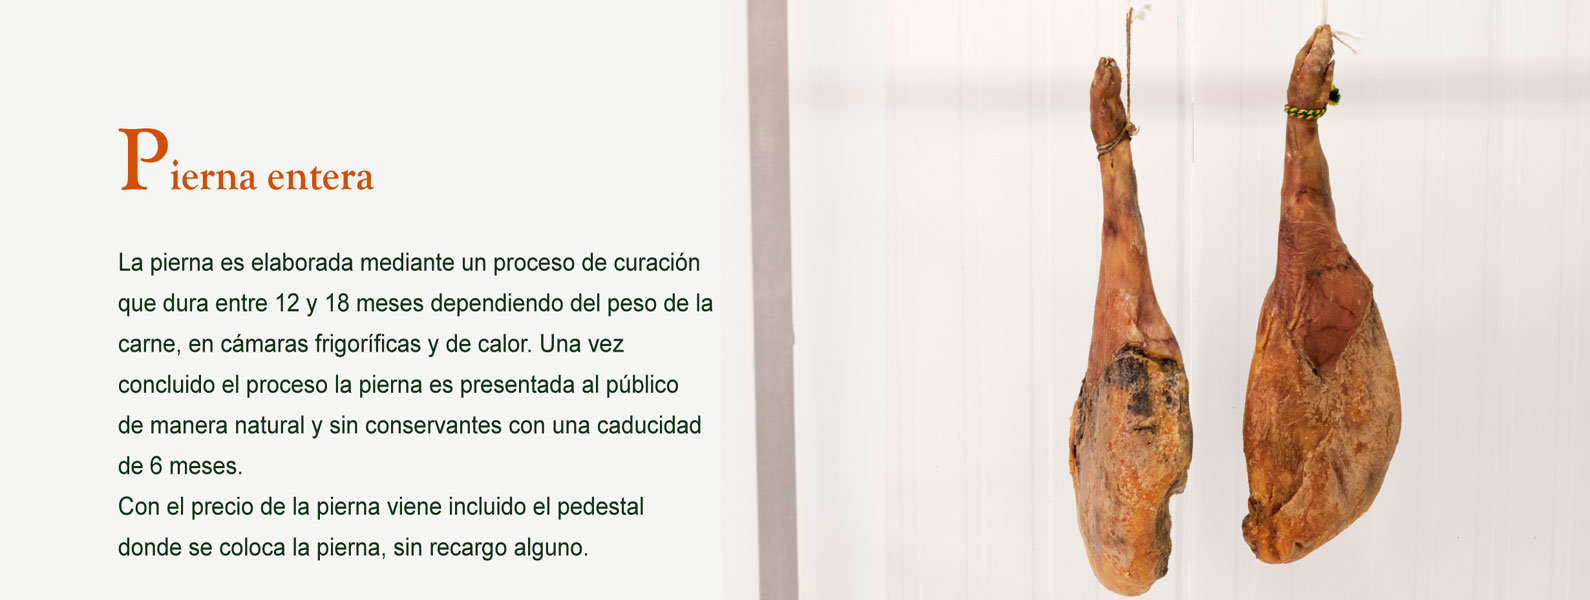 Pierna entera
La pierna es elaborada mediante un proceso de curación
que dura entre 12 y 18 meses dependiendo del peso de la
carne, en cámaras frigoríficas y de calor. Una vez
concluido el proceso la pierna es presentada al público
de manera natural y sin conservantes con una caducidad
de 6 meses.
Con el precio de la pierna viene incluido el pedestal
donde se coloca la pierna, sin recargo alguno.